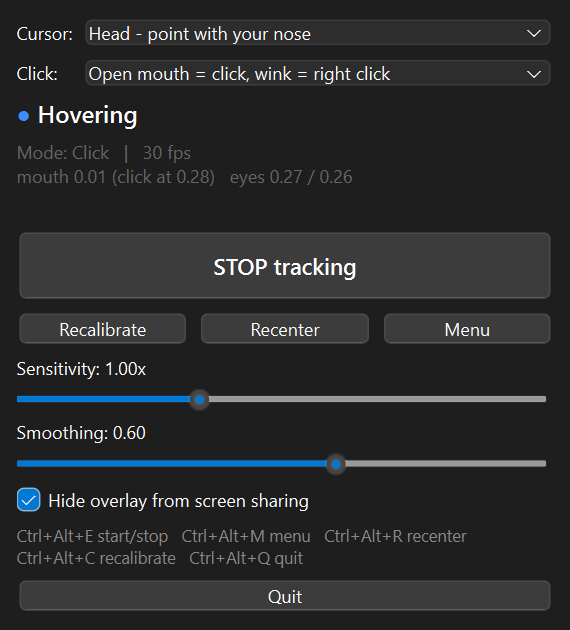 Cursor: Head - point with your nose
Click: Open mouth = click, wink = right click
Hovering
Mode: Click | 30 fps
mouth 0.01 (click at 0.28) eyes 0.27 / 0.26
STOP tracking
Recalibrate Recenter Menu
Sensitivity: 1.00x
Smoothing: 0.60
Hide overlay from screen sharing
Ctrl+Alt+E start/stop Ctrl+Alt+M menu Ctrl+Alt+R recenter
Ctrl+Alt+C recalibrate Ctrl+Alt+Q quit
Quit